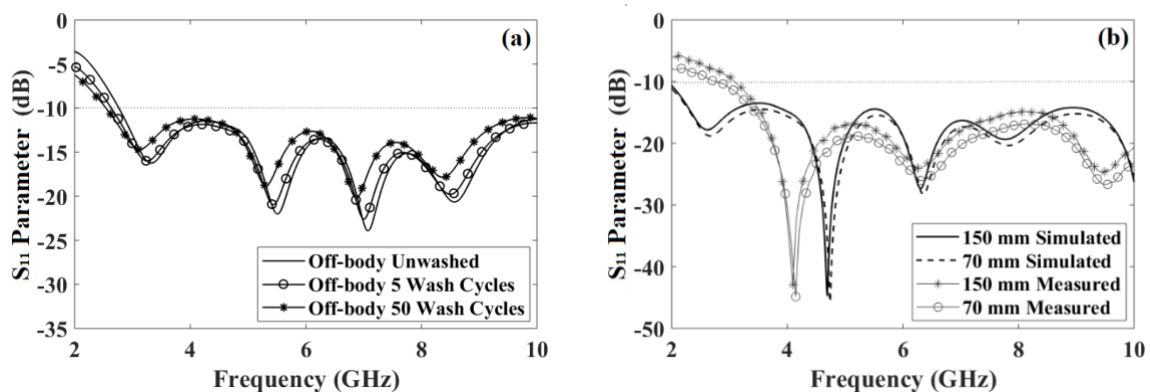 (a)
0
-5
-10
-15
-20
-25
-30
-35
S₁₁ Parameter (dB)
Off-body Unwashed
Off-body 5 Wash Cycles
Off-body 50 Wash Cycles
2 4 6 8 10
Frequency (GHz)
(b)
0
-10
-20
-30
-40
-50
S₁₁ Parameter (dB)
150 mm Simulated
70 mm Simulated
150 mm Measured
70 mm Measured
2 4 6 8 10
Frequency (GHz)